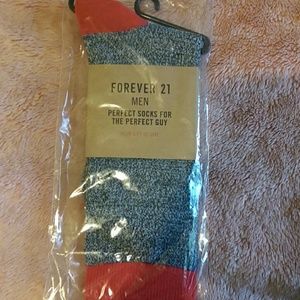 FOREVER 21
MEN
PERFECT SOCKS FOR
THE PERFECT GUY